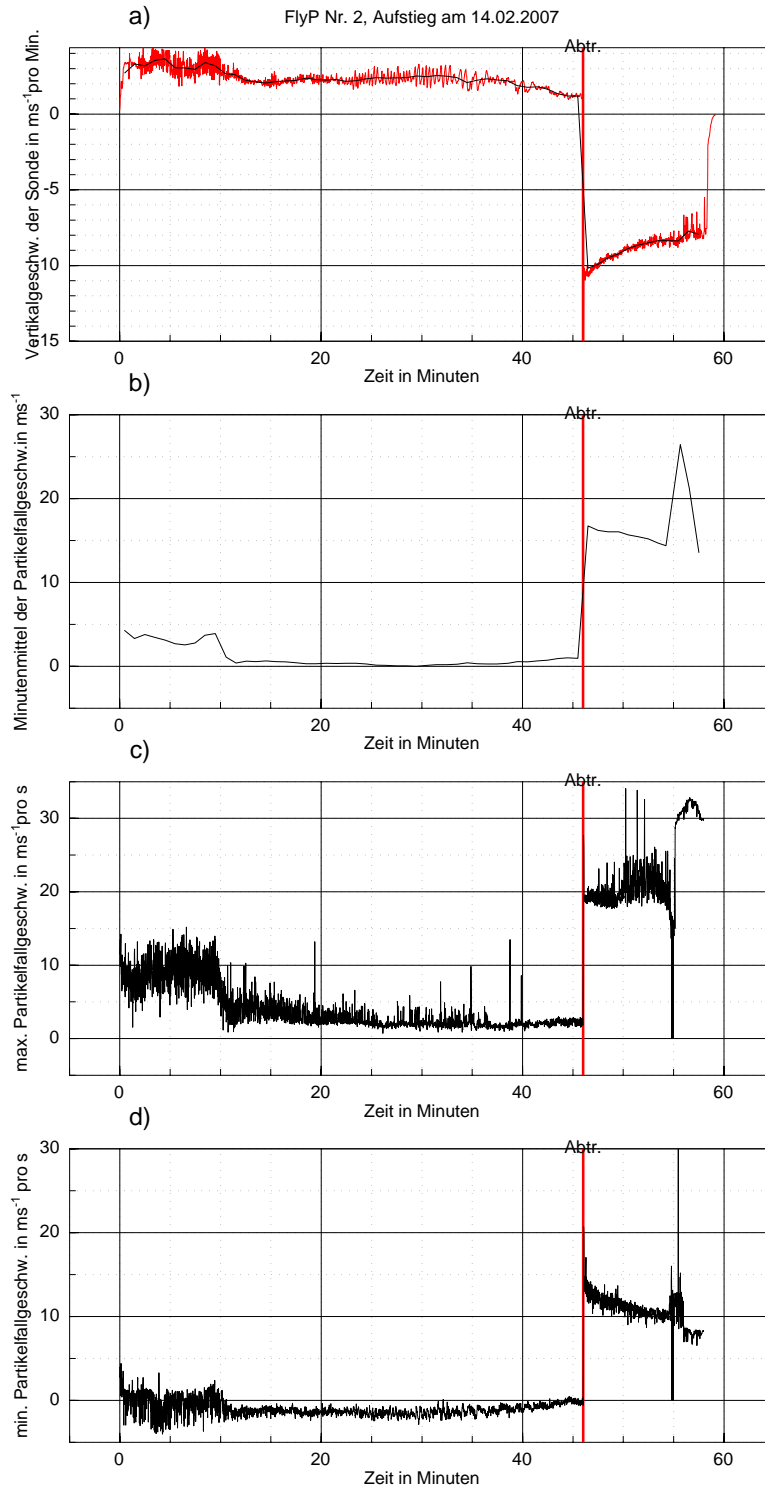 a)
FlyP Nr. 2, Aufstieg am 14.02.2007
Abtr.
Vertikalgeschw. der Sonde in ms⁻¹pro Min.
0
-5
-10
-15
0
20
40
60
Zeit in Minuten
b)
Abtr.
Minutenmittel der Partikelfallgeschw.in ms⁻¹
30
20
10
0
0
20
40
60
Zeit in Minuten
c)
Abtr.
max. Partikelfallgeschw. in ms⁻¹pro s
30
20
10
0
0
20
40
60
Zeit in Minuten
d)
Abtr.
min. Partikelfallgeschw. in ms⁻¹ pro s
30
20
10
0
0
20
40
60
Zeit in Minuten